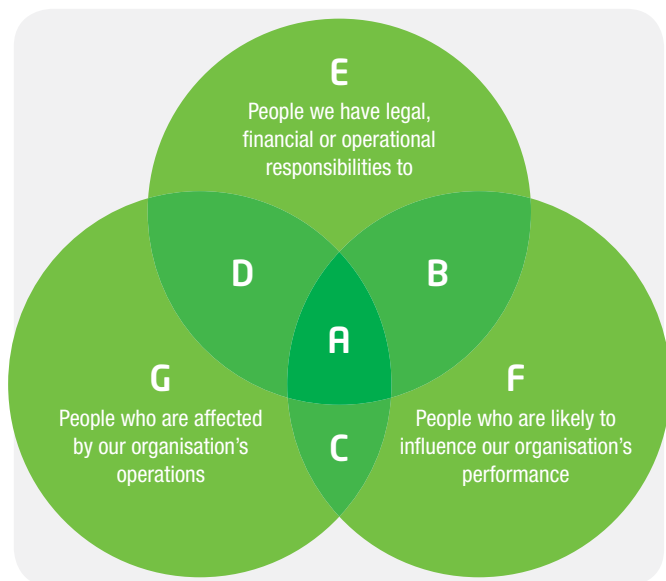 E
People we have legal,
financial or operational
responsibilities to
D
B
A
G
People who are affected
by our organisation's
operations
F
People who are likely to
influence our organisation's
performance
C